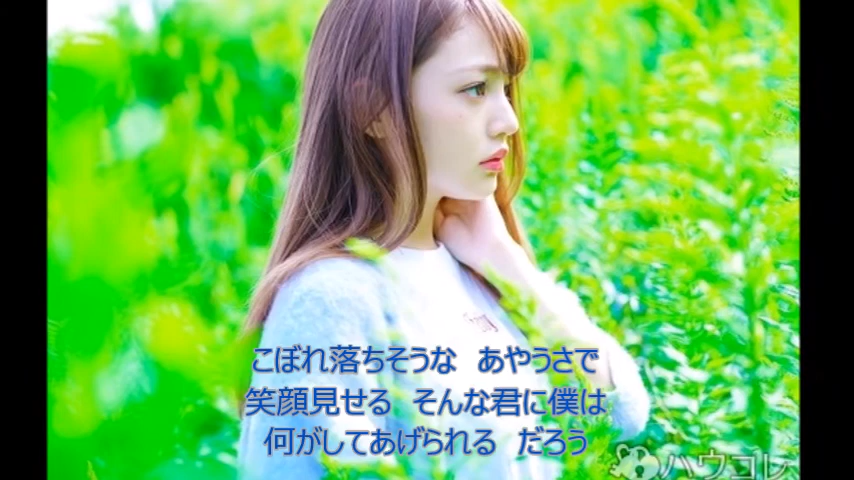 こぼれ落ちそうな　あやうさで
笑顔見せる　そんな君に僕は
何がしてあげられる　だろう
ハウコレ